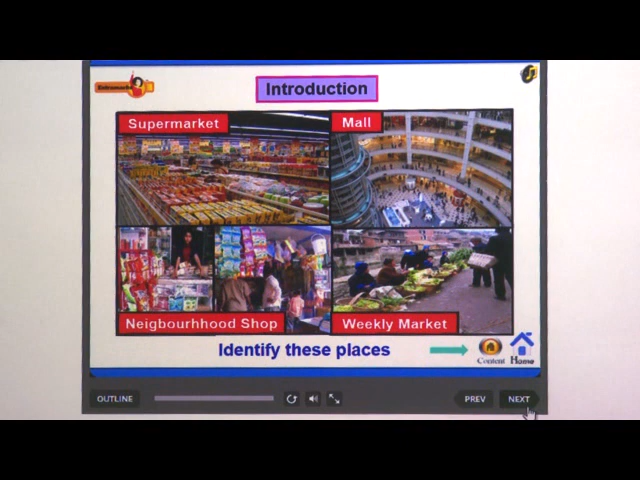 Introduction
Supermarket
Mall
Neigbourhhood Shop
Weekly Market
Identify these places
Content
Home
OUTLINE
PREV
NEXT